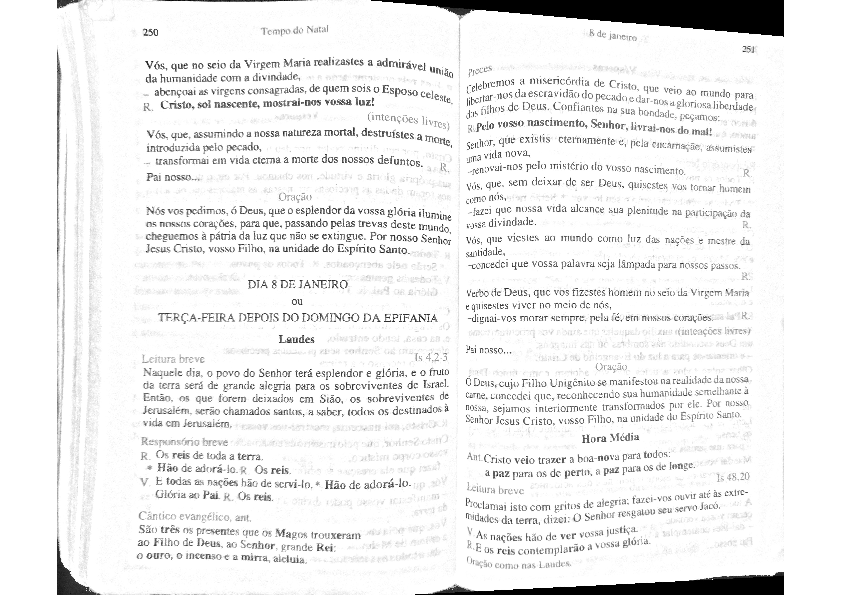 250
Tempo do Natal
Vós, que no seio da Virgem Maria realizastes a admirável união
da humanidade com a divindade,
– abençoai as virgens consagradas, de quem sois o Esposo celeste.
R. Cristo, sol nascente, mostrai-nos vossa luz!
(intenções livres)
Vós, que, assumindo a nossa natureza mortal, destruístes a morte,
introduzida pelo pecado,
– transformai em vida eterna a morte dos nossos defuntos. R.
Pai nosso...
Oração
Nós vos pedimos, ó Deus, que o esplendor da vossa glória ilumine
os nossos corações, para que, passando pelas trevas deste mundo,
cheguemos à pátria da luz que não se extingue. Por nosso Senhor
Jesus Cristo, vosso Filho, na unidade do Espírito Santo.
DIA 8 DE JANEIRO
ou
TERÇA-FEIRA DEPOIS DO DOMINGO DA EPIFANIA
Laudes
Leitura breve Is 4,2-3
Naquele dia, o povo do Senhor terá esplendor e glória, e o fruto
da terra será de grande alegria para os sobreviventes de Israel.
Então, os que forem deixados em Sião, os sobreviventes de
Jerusalém, serão chamados santos, a saber, todos os destinados à
vida em Jerusalém.
Responsório breve
R. Os reis de toda a terra.
* Hão de adorá-lo. R. Os reis.
V. E todas as nações hão de servi-lo. * Hão de adorá-lo.
Glória ao Pai. R. Os reis.
Cântico evangélico, ant.
São três os presentes que os Magos trouxeram
ao Filho de Deus, ao Senhor, grande Rei:
o ouro, o incenso e a mirra, aleluia.
8 de janeiro
251
Preces
Celebremos a misericórdia de Cristo, que veio ao mundo para
libertar-nos da escravidão do pecado e dar-nos a gloriosa liberdade
dos filhos de Deus. Confiantes na sua bondade, peçamos:
R. Pelo vosso nascimento, Senhor, livrai-nos do mal!
Senhor, que existis eternamente e, pela encarnação, assumistes
uma vida nova,
–renovai-nos pelo mistério do vosso nascimento. R.
Vós, que, sem deixar de ser Deus, quisestes vos tornar homem
como nós,
–fazei que nossa vida alcance sua plenitude na participação da
vossa divindade. R.
Vós, que viestes ao mundo como luz das nações e mestre da
santidade,
–concedei que vossa palavra seja lâmpada para nossos passos.
R.
Verbo de Deus, que vos fizestes homem no seio da Virgem Maria
e quisestes viver no meio de nós,
–dignai-vos morar sempre, pela fé, em nossos corações. R.
(intenções livres)
Pai nosso...
Oração
Ó Deus, cujo Filho Unigênito se manifestou na realidade da nossa
carne, concedei que, reconhecendo sua humanidade semelhante à
nossa, sejamos interiormente transformados por ele. Por nosso
Senhor Jesus Cristo, vosso Filho, na unidade do Espírito Santo.
Hora Média
Ant. Cristo veio trazer a boa-nova para todos:
a paz para os de perto, a paz para os de longe.
Leitura breve Is 48,20
Proclamai isto com gritos de alegria; fazei-vos ouvir até às extre-
midades da terra, dizei: O Senhor resgatou seu servo Jacó.
V. As nações hão de ver vossa justiça.
R. E os reis contemplarão a vossa glória.
Oração como nas Laudes.